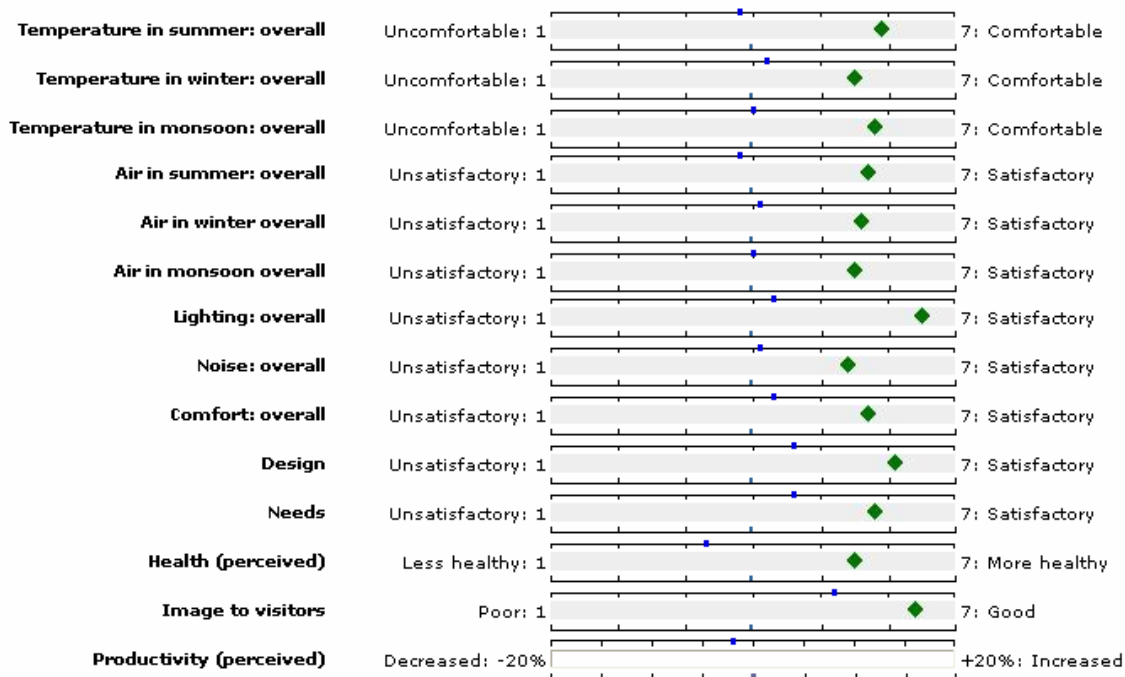 Temperature in summer: overall Uncomfortable: 1 7: Comfortable
Temperature in winter: overall Uncomfortable: 1 7: Comfortable
Temperature in monsoon: overall Uncomfortable: 1 7: Comfortable
Air in summer: overall Unsatisfactory: 1 7: Satisfactory
Air in winter overall Unsatisfactory: 1 7: Satisfactory
Air in monsoon overall Unsatisfactory: 1 7: Satisfactory
Lighting: overall Unsatisfactory: 1 7: Satisfactory
Noise: overall Unsatisfactory: 1 7: Satisfactory
Comfort: overall Unsatisfactory: 1 7: Satisfactory
Design Unsatisfactory: 1 7: Satisfactory
Needs Unsatisfactory: 1 7: Satisfactory
Health (perceived) Less healthy: 1 7: More healthy
Image to visitors Poor: 1 7: Good
Productivity (perceived) Decreased: -20% +20%: Increased